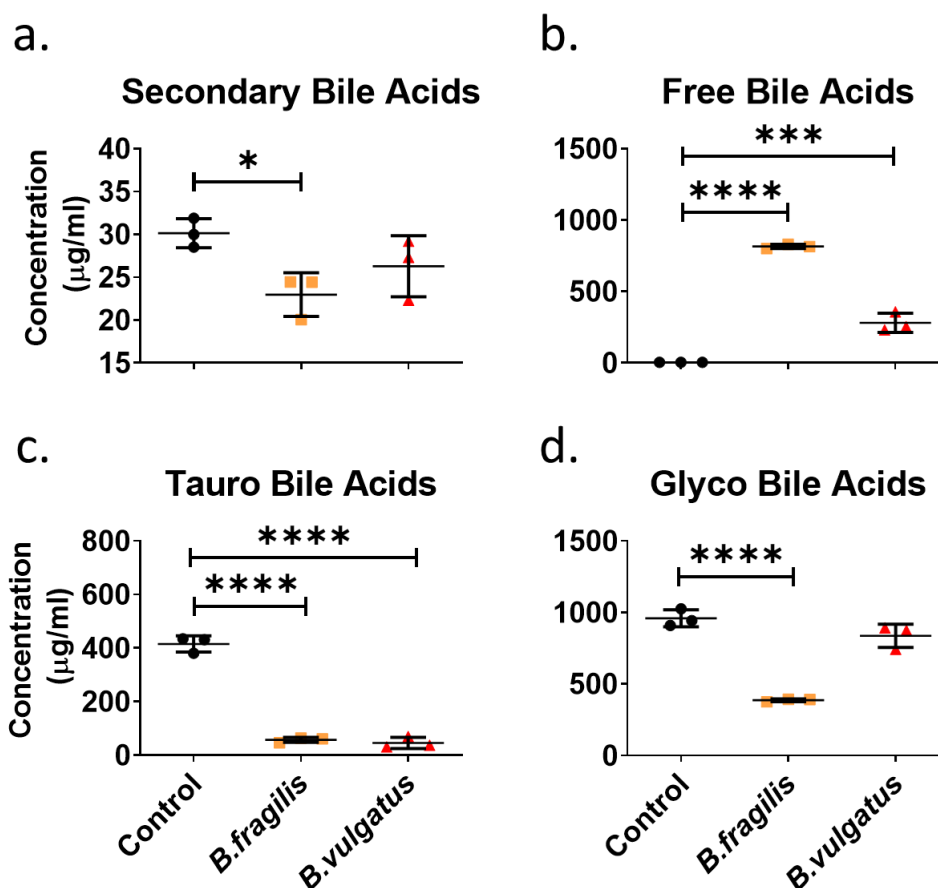 a.
Secondary Bile Acids
Concentration
(µg/ml)
40
35
30
25
20
15
*
b.
Free Bile Acids
1500
1000
500
0
***
****
c.
Tauro Bile Acids
Concentration
(µg/ml)
800
600
400
200
0
****
****
Control
B.fragilis
B.vulgatus
d.
Glyco Bile Acids
1500
1000
500
0
****
Control
B.fragilis
B.vulgatus